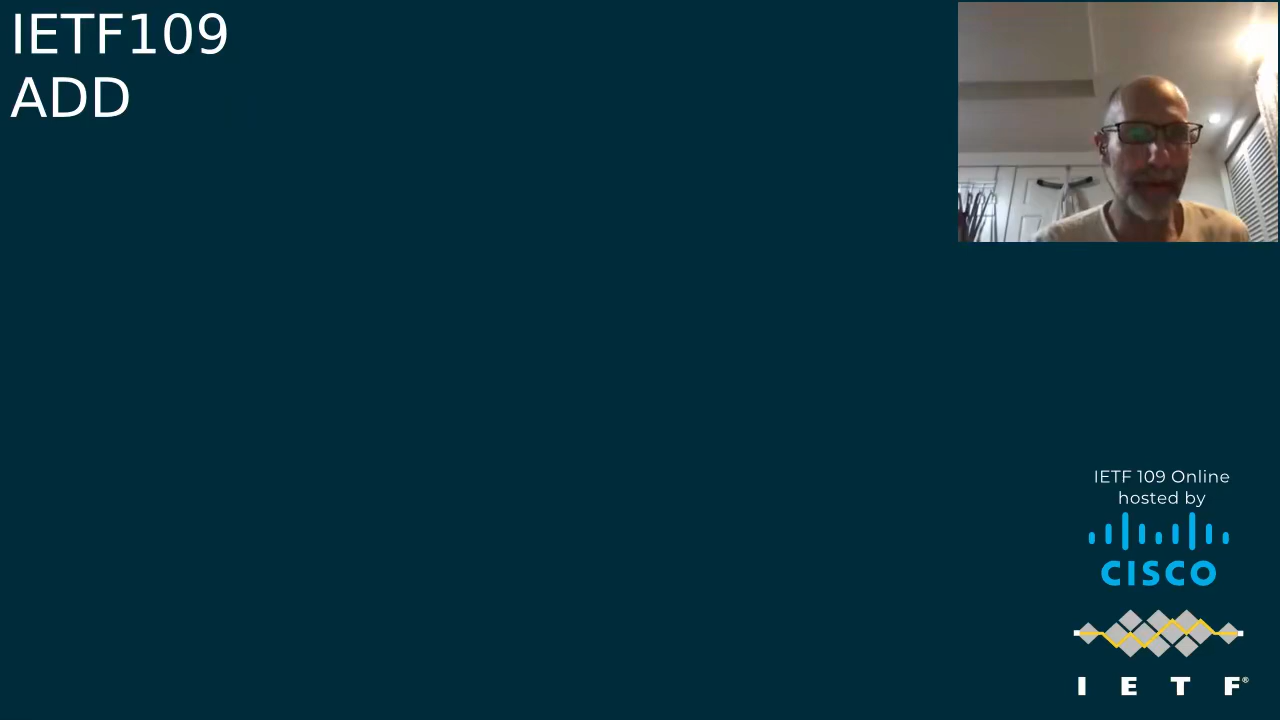 IETF109
ADD
IETF 109 Online
hosted by
CISCO
I E T F®